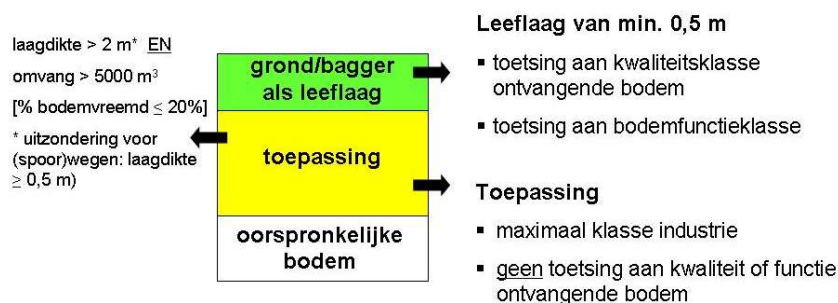 laagdikte > 2 m* EN
omvang > 5000 m³
[% bodemvreemd ≤ 20%]
* uitzondering voor
(spoor)wegen: laagdikte
≥ 0,5 m)
grond/bagger
als leeflaag
toepassing
oorspronkelijke
bodem
Leeflaag van min. 0,5 m
▪ toetsing aan kwaliteitsklasse
ontvangende bodem
▪ toetsing aan bodemfunctieklasse
Toepassing
▪ maximaal klasse industrie
▪ geen toetsing aan kwaliteit of functie
ontvangende bodem